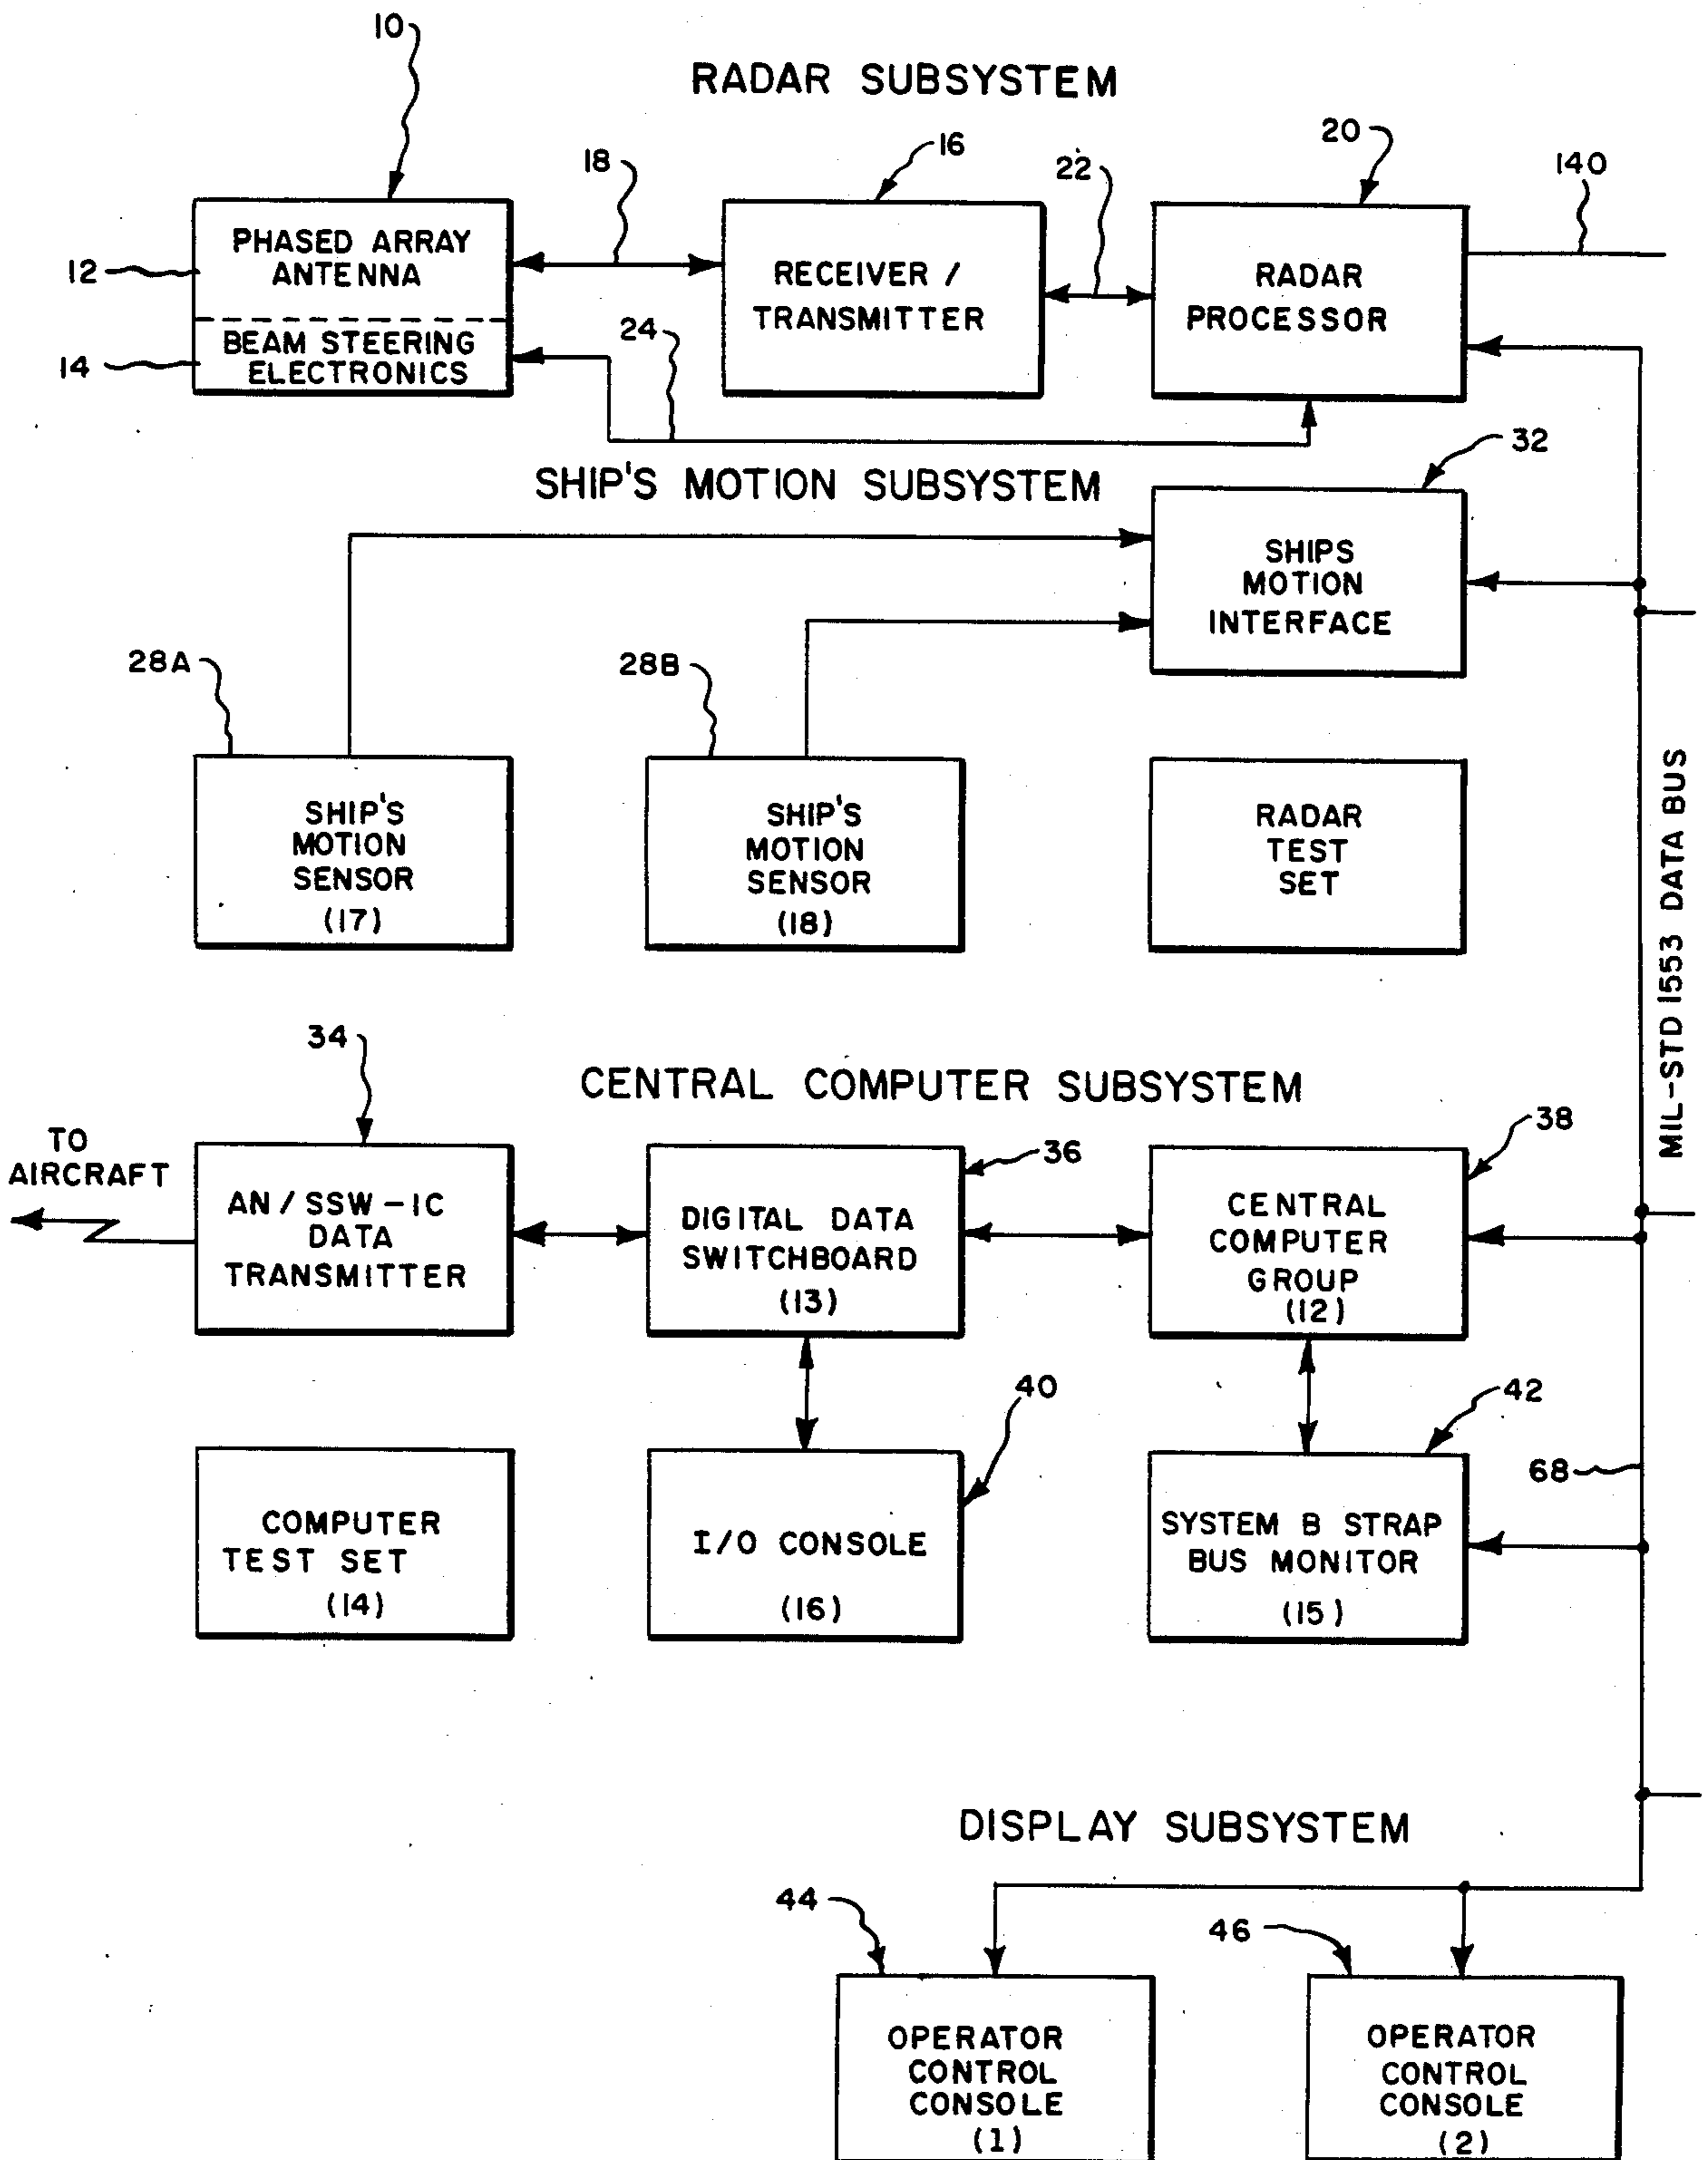 10
RADAR SUBSYSTEM
18
16
22
20
140
12
PHASED ARRAY
ANTENNA
14
BEAM STEERING
ELECTRONICS
RECEIVER /
TRANSMITTER
RADAR
PROCESSOR
24
SHIP'S MOTION SUBSYSTEM
32
SHIPS
MOTION
INTERFACE
28A
28B
SHIP'S
MOTION
SENSOR
(17)
SHIP'S
MOTION
SENSOR
(18)
RADAR
TEST
SET
MIL-STD 1553 DATA BUS
34
CENTRAL COMPUTER SUBSYSTEM
TO
AIRCRAFT
AN / SSW - 1C
DATA
TRANSMITTER
36
DIGITAL DATA
SWITCHBOARD
(13)
38
CENTRAL
COMPUTER
GROUP
(12)
40
42
68
COMPUTER
TEST SET
(14)
I/O CONSOLE
(16)
SYSTEM B STRAP
BUS MONITOR
(15)
DISPLAY SUBSYSTEM
44
46
OPERATOR
CONTROL
CONSOLE
(1)
OPERATOR
CONTROL
CONSOLE
(2)